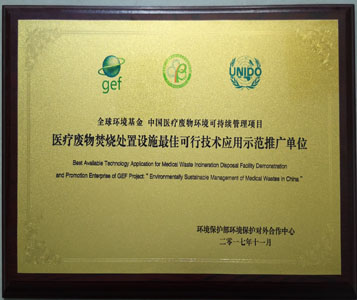 gef
UNIDO
全球环境基金 中国医疗废物环境可持续管理项目
医疗废物焚烧处置设施最佳可行技术应用示范推广单位
Best Available Technology Application for Medical Waste Incineration Disposal Facility Demonstration
and Promotion Enterprise of GEF Project " Environmentally Sustainable Management of Medical Wastes in China "
环境保护部环境保护对外合作中心
二零一七年十一月